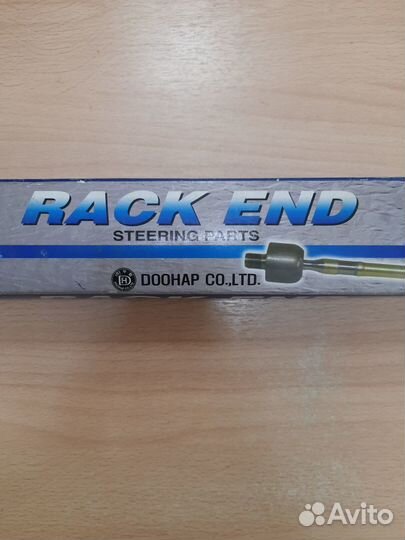 RACK END
STEERING PARTS
DOOHAP CO.,LTD.
Avito